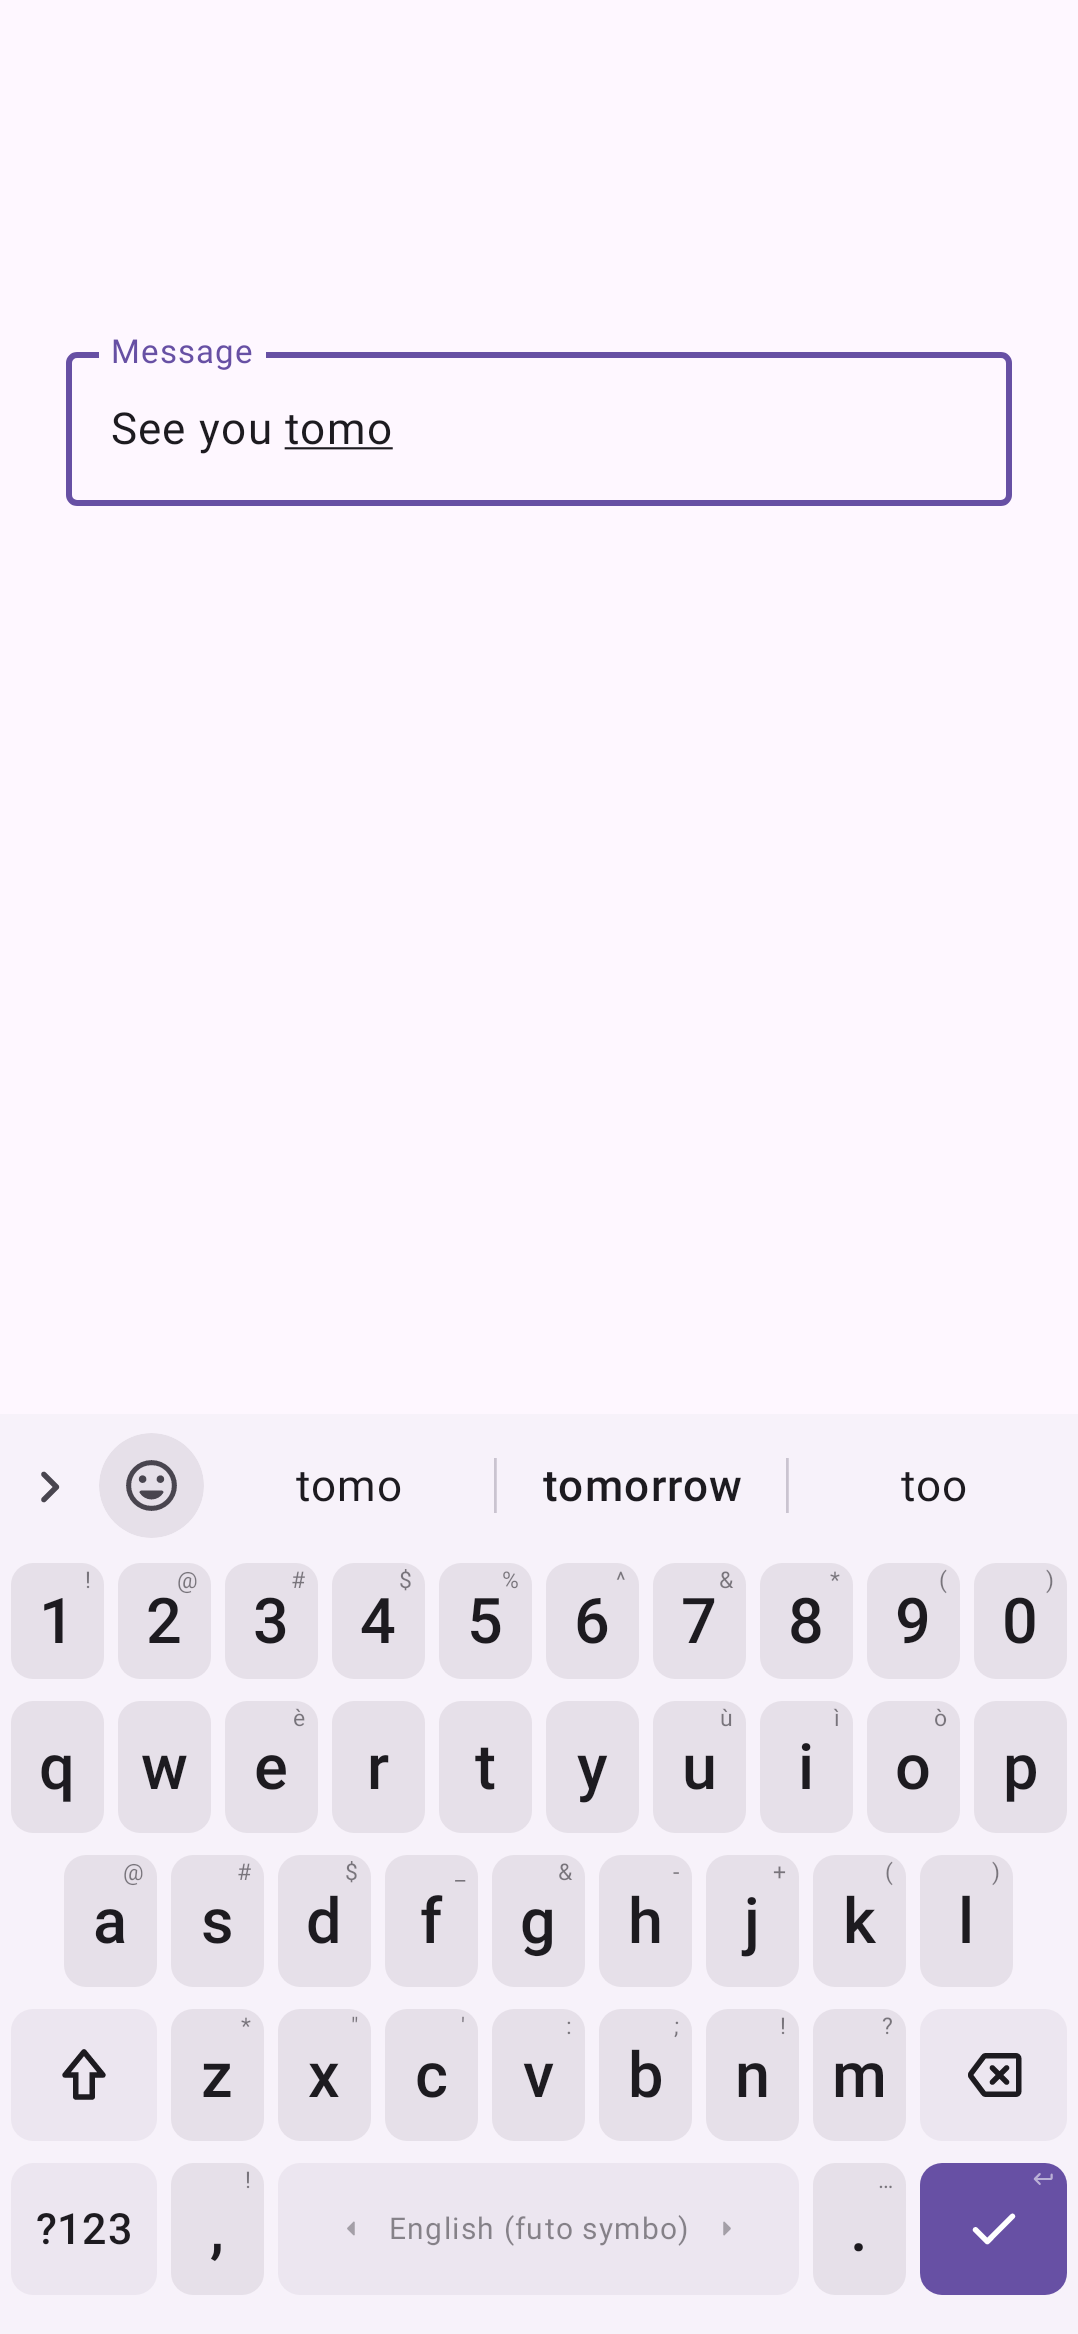 Message
See you tomo
tomo tomorrow too
1 ! 2 @ 3 # 4 $ 5 % 6 ^ 7 & 8 * 9 ( 0 )
q w e è r t y u ù i ì o ò p
a @ s # d $ f _ g & h - j + k ( l )
z * x " c ' v : b ; n ! m ?
?123 , ! English (futo symbo) . …